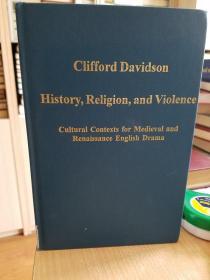 Clifford Davidson
History, Religion, and Violence
Cultural Contexts for Medieval and
Renaissance English Drama